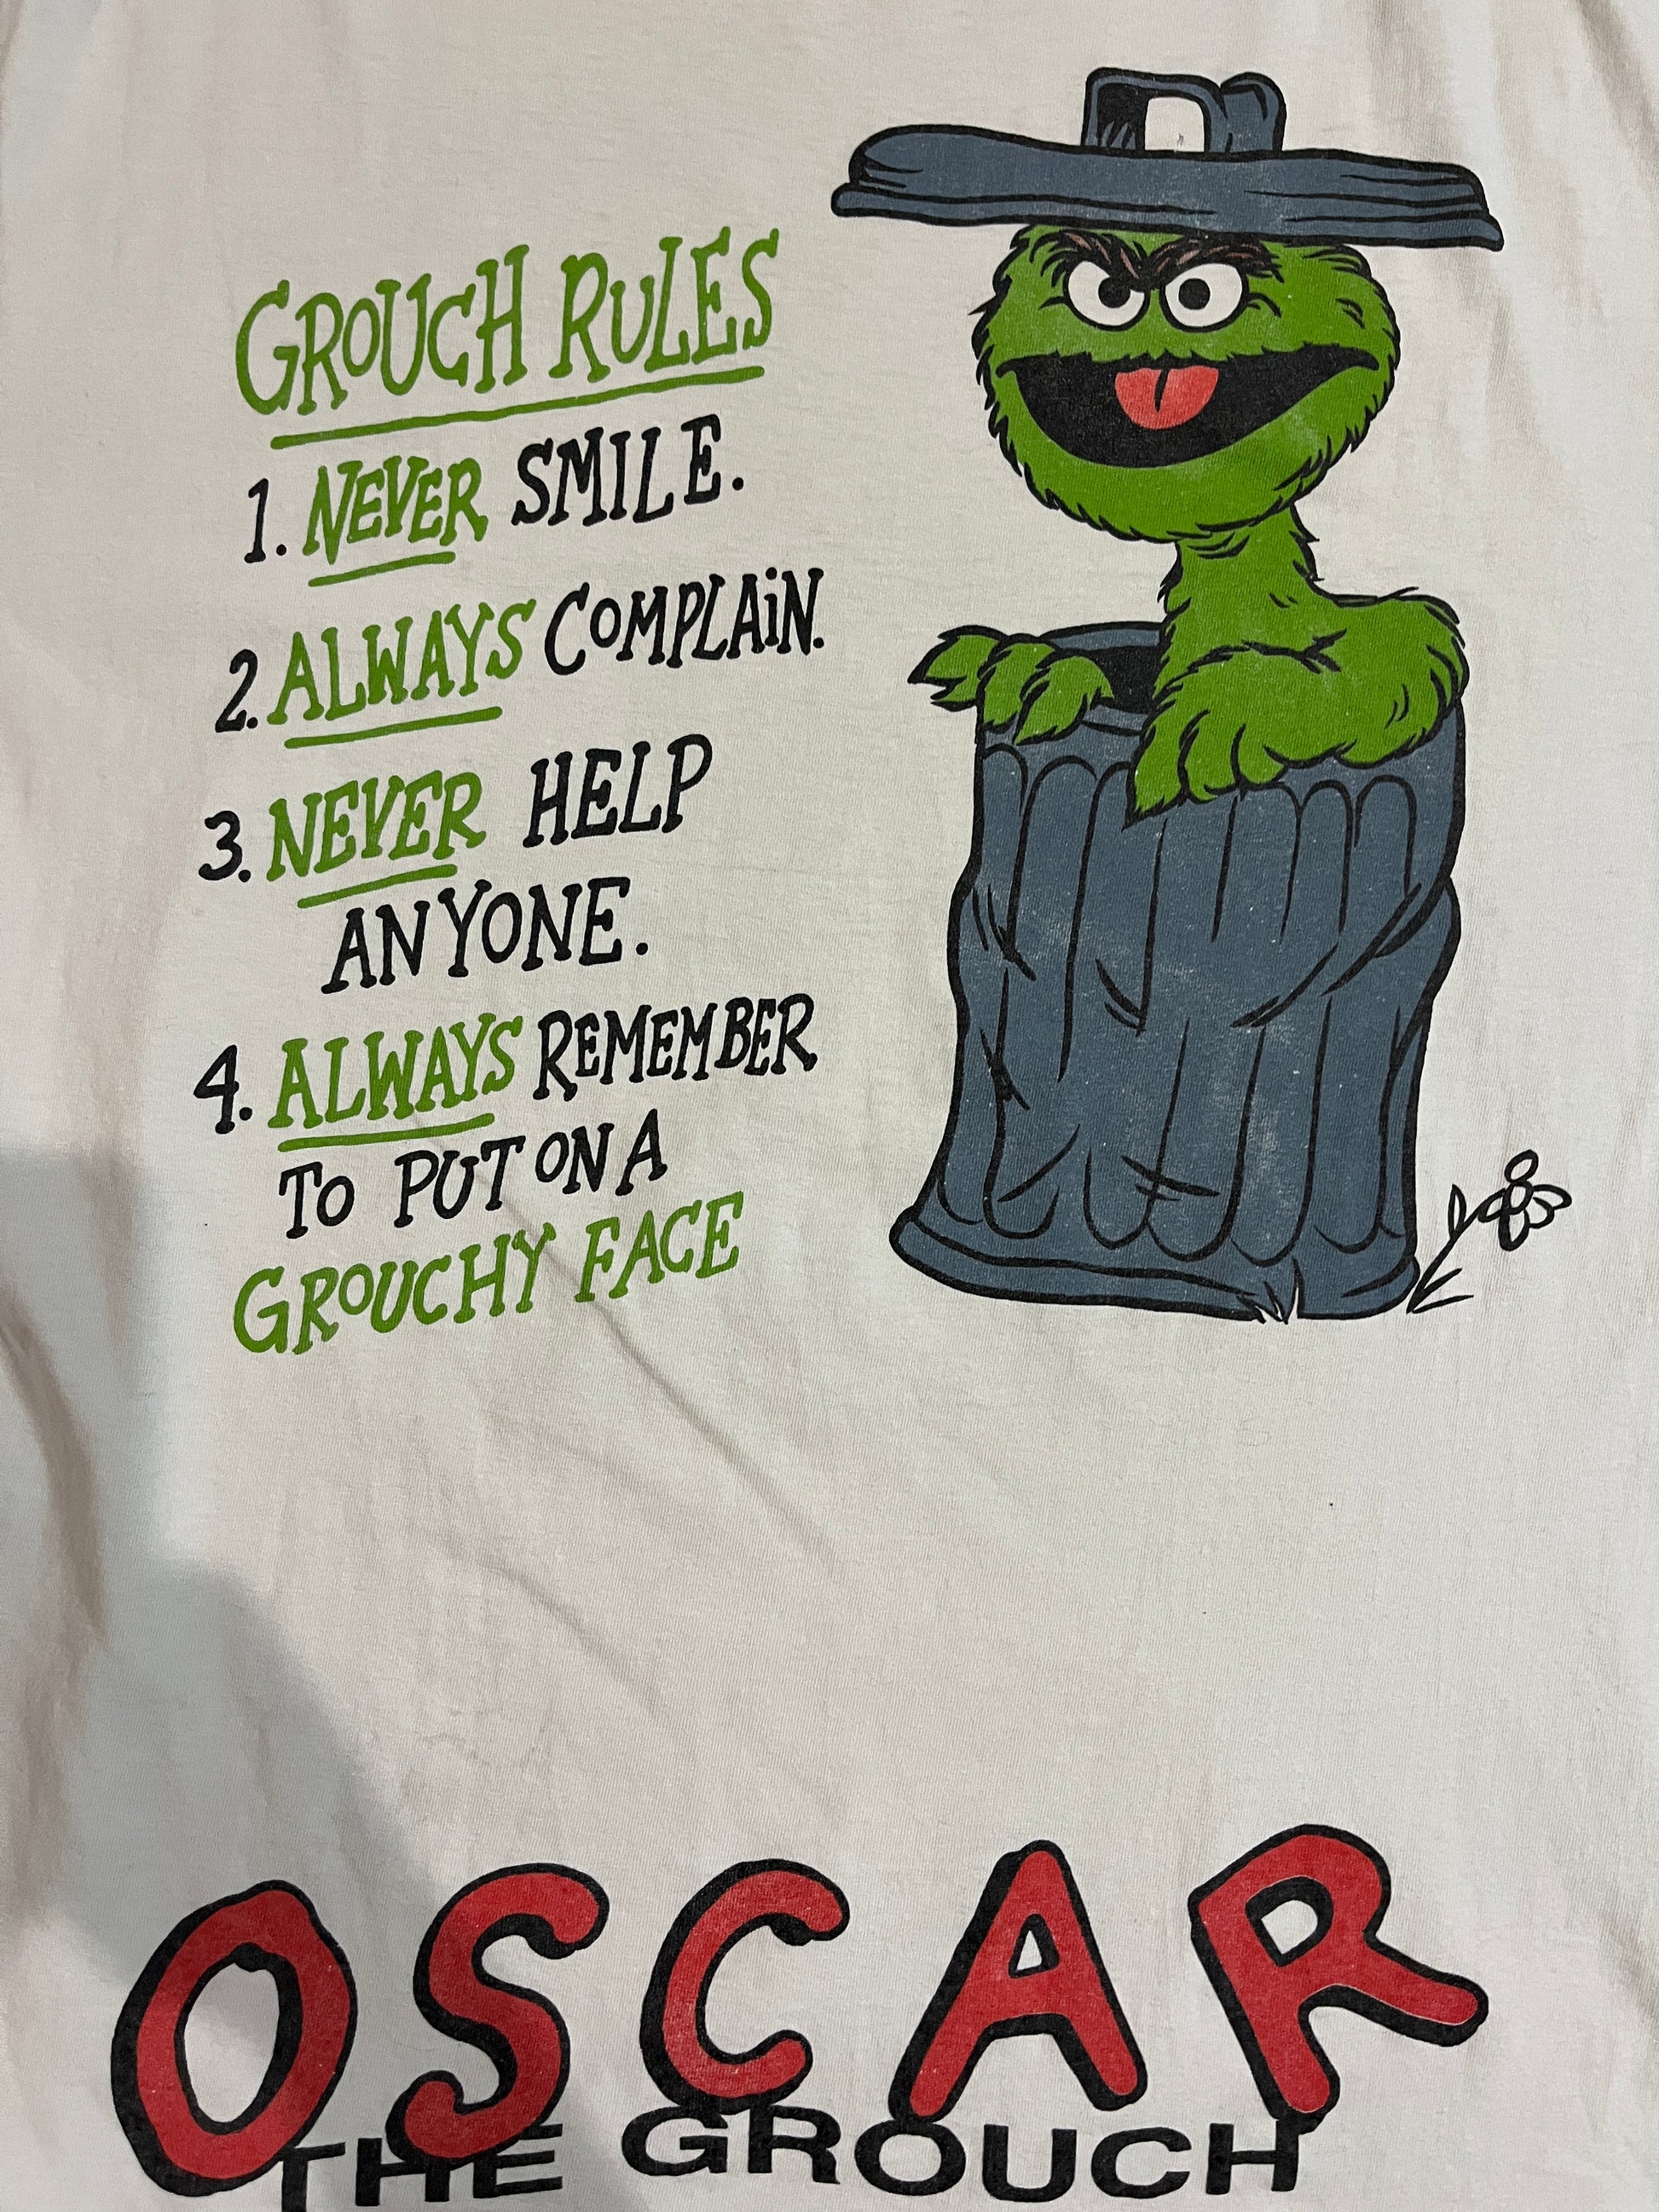 GROUCH RULES
1. NEVER SMILE.
2. ALWAYS COMPLAiN.
3. NEVER HELP
ANYONE.
4. ALWAYS REMEMBER
To PUT ON A
GROUCHY FACE
OSCAR
THE GROUCH